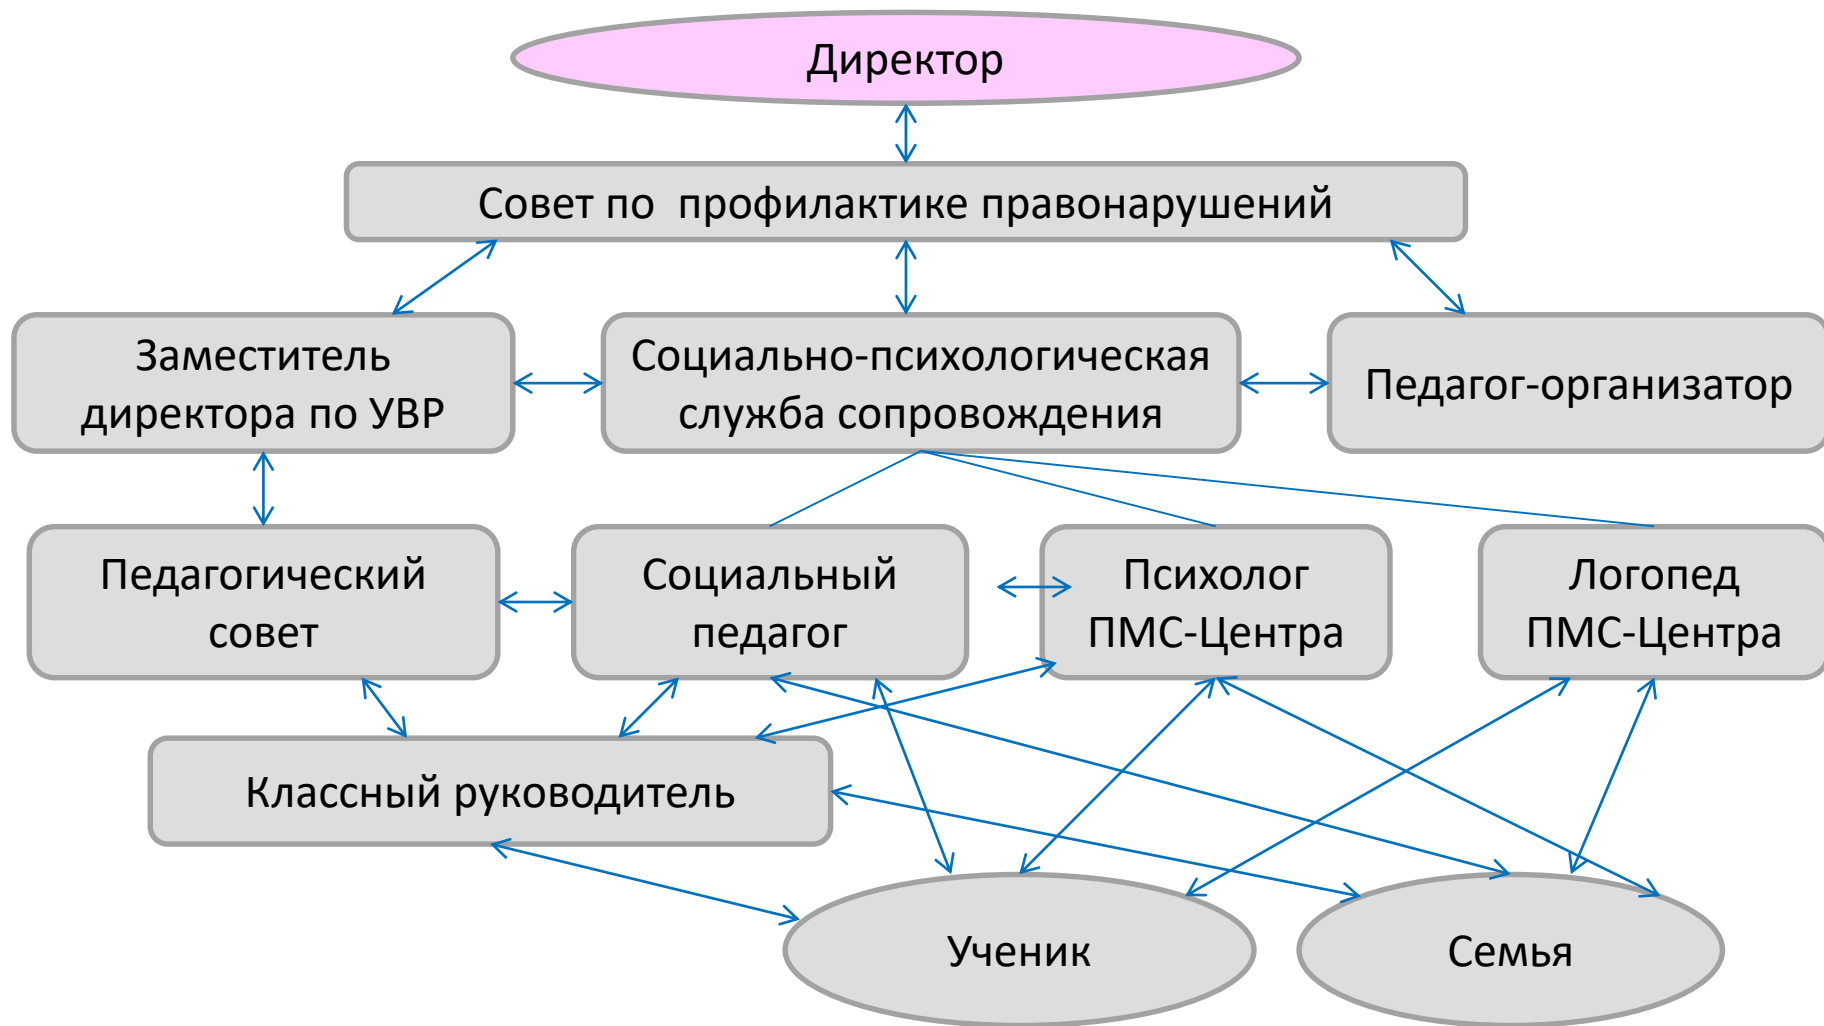 Директор
Совет по  профилактике правонарушений
Заместитель
директора по УВР
Социально-психологическая
служба сопровождения
Педагог-организатор
Педагогический
совет
Социальный
педагог
Психолог
ПМС-Центра
Логопед
ПМС-Центра
Классный руководитель
Ученик
Семья